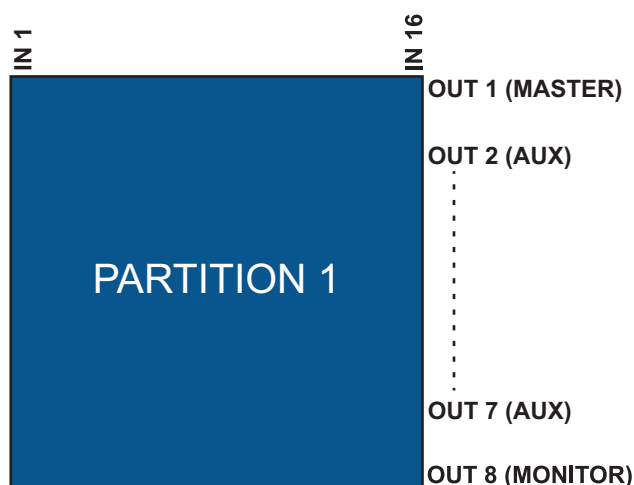 IN 1
IN 16
OUT 1 (MASTER)
OUT 2 (AUX)
PARTITION 1
OUT 7 (AUX)
OUT 8 (MONITOR)